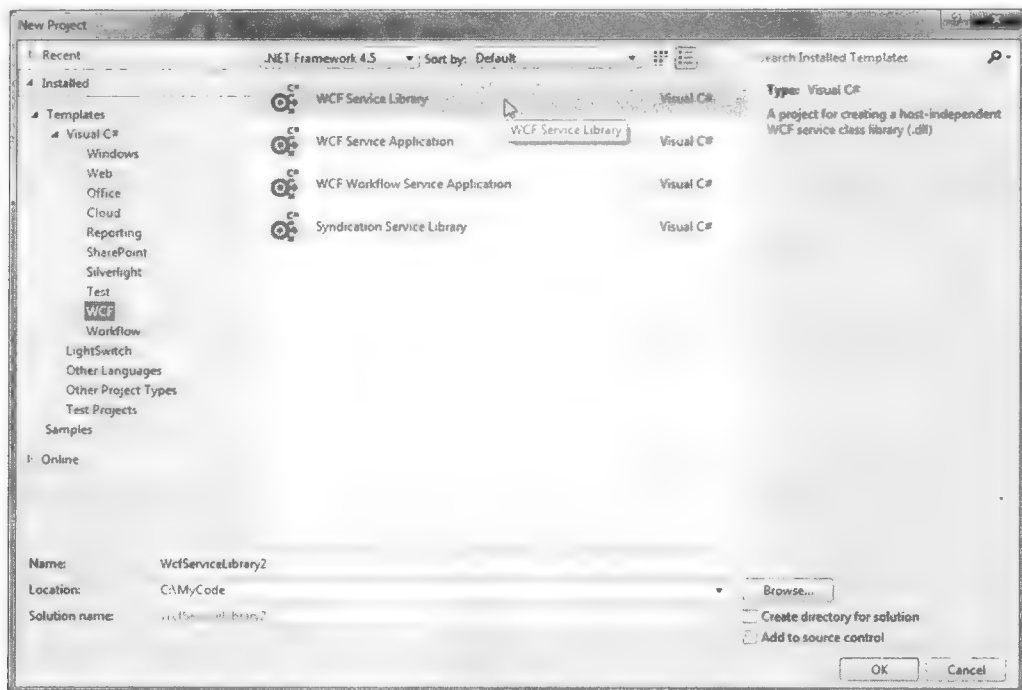 New Project
Recent
.NET Framework 4.5
Sort by: Default
Search Installed Templates
Installed
Templates
Visual C#
Windows
Web
Office
Cloud
Reporting
SharePoint
Silverlight
Test
WCF
Workflow
LightSwitch
Other Languages
Other Project Types
Test Projects
Samples
Online
WCF Service Library Visual C#
WCF Service Library
WCF Service Application Visual C#
WCF Workflow Service Application Visual C#
Syndication Service Library Visual C#
Type: Visual C#
A project for creating a host-independent
WCF service class library (.dll)
Name: WcfServiceLibrary2
Location: C:\MyCode
Browse...
Solution name:
Create directory for solution
Add to source control
OK Cancel